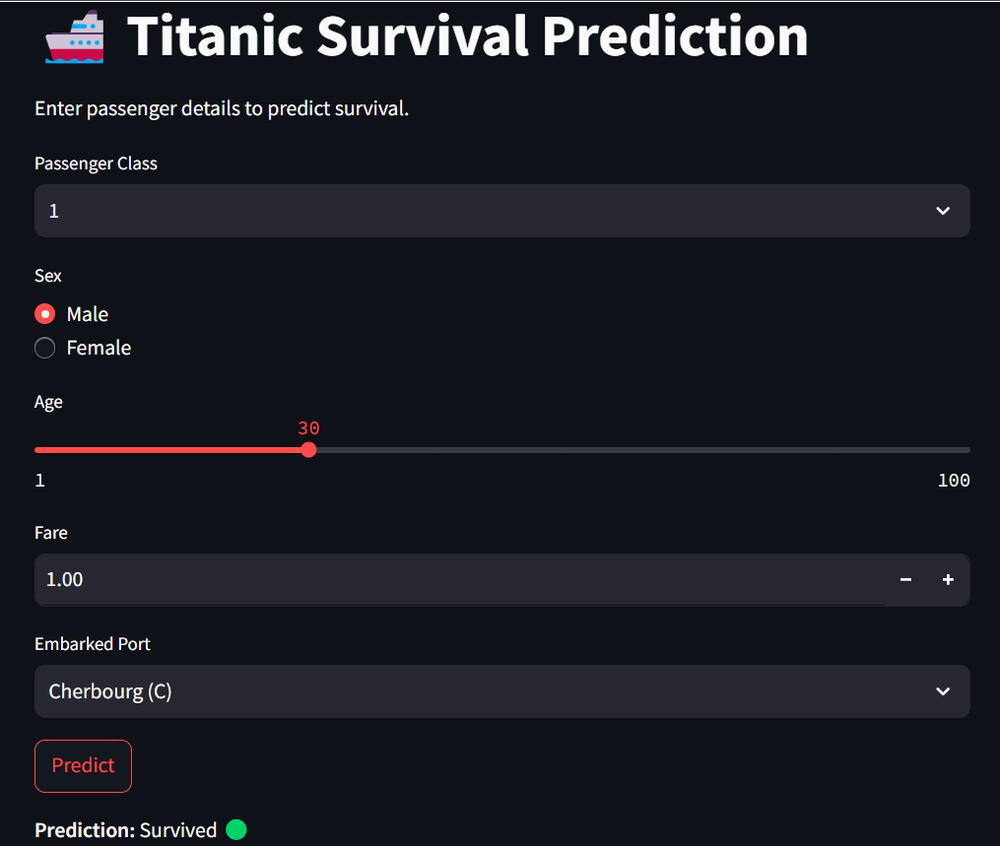 Titanic Survival Prediction
Enter passenger details to predict survival.
Passenger Class
1
Sex
Male
Female
Age
30
1 100
Fare
1.00
Embarked Port
Cherbourg (C)
Predict
Prediction: Survived